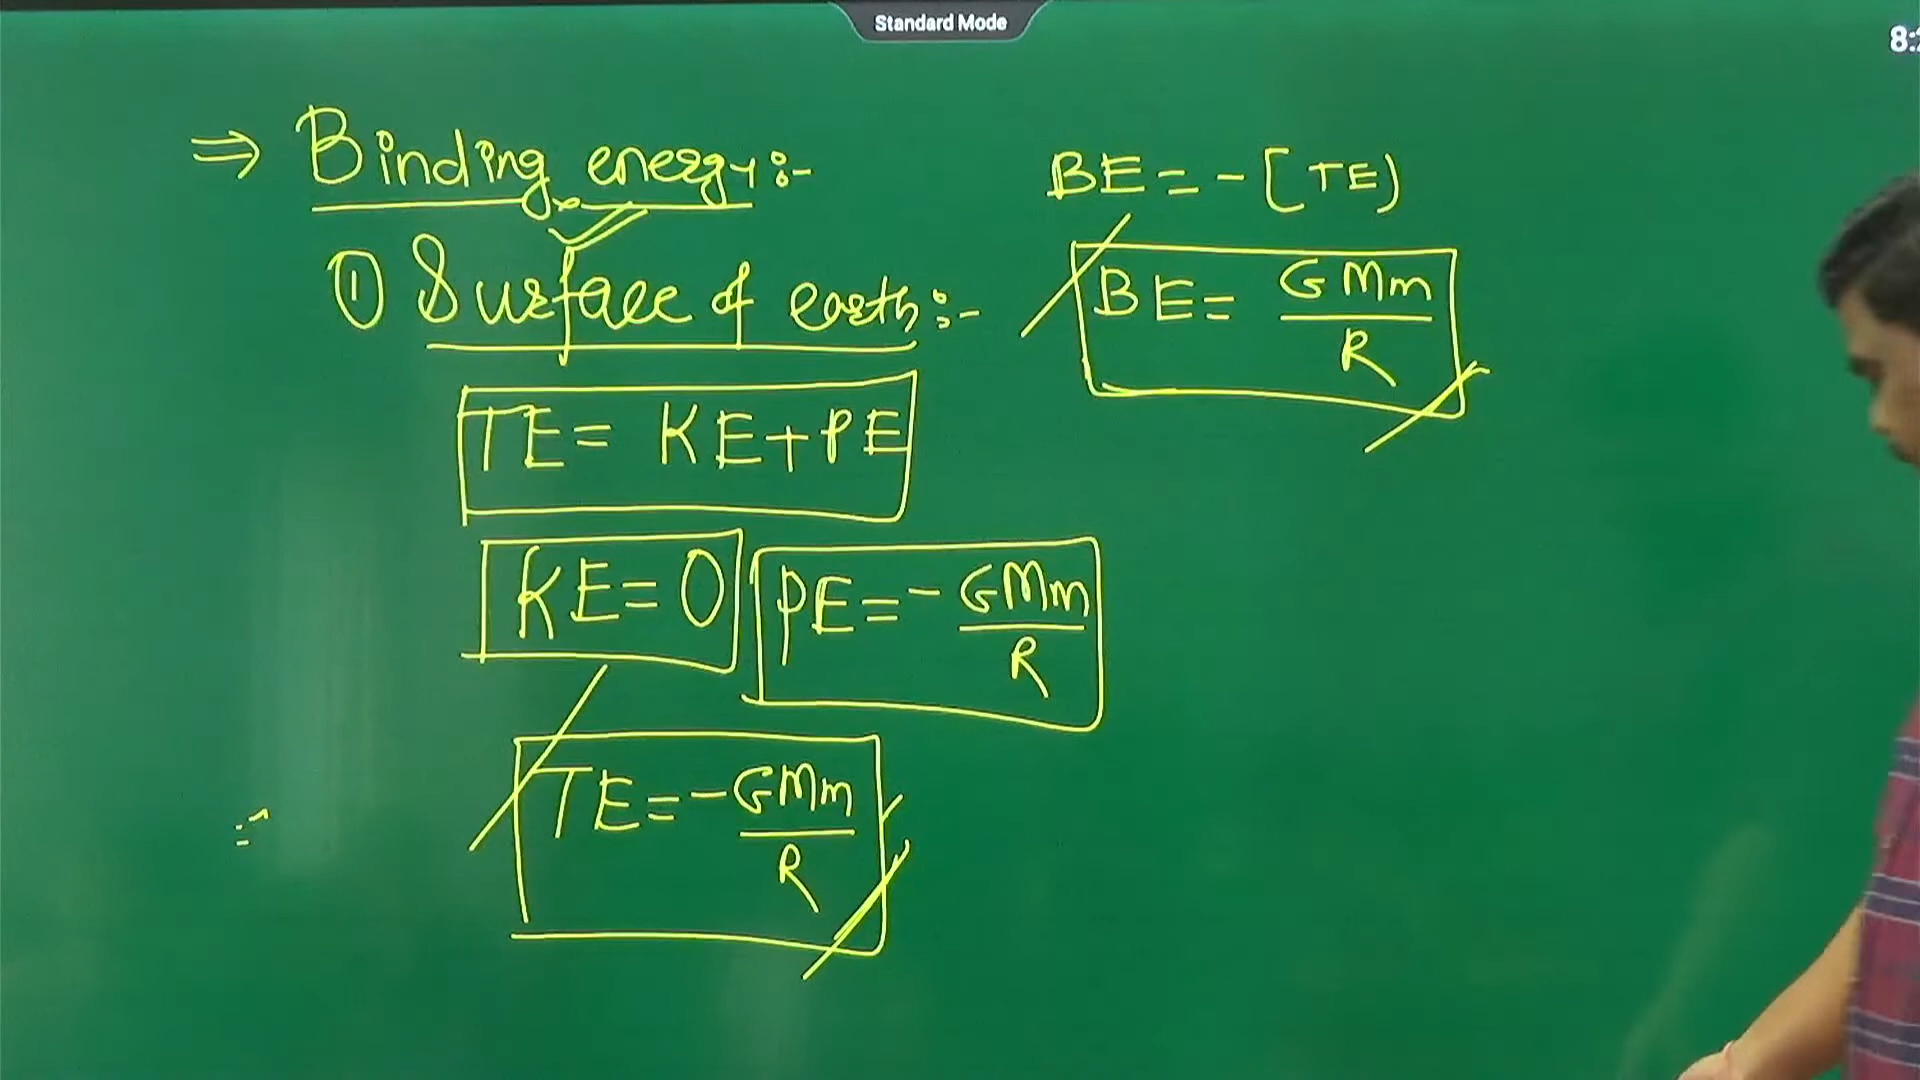 Standard Mode
8:
⇒ Binding energy:-
① Surface of earth:-
TE = KE+PE
KE = 0
PE = - GMm/R
TE = - GMm/R
BE = - [TE)
BE = GMm/R